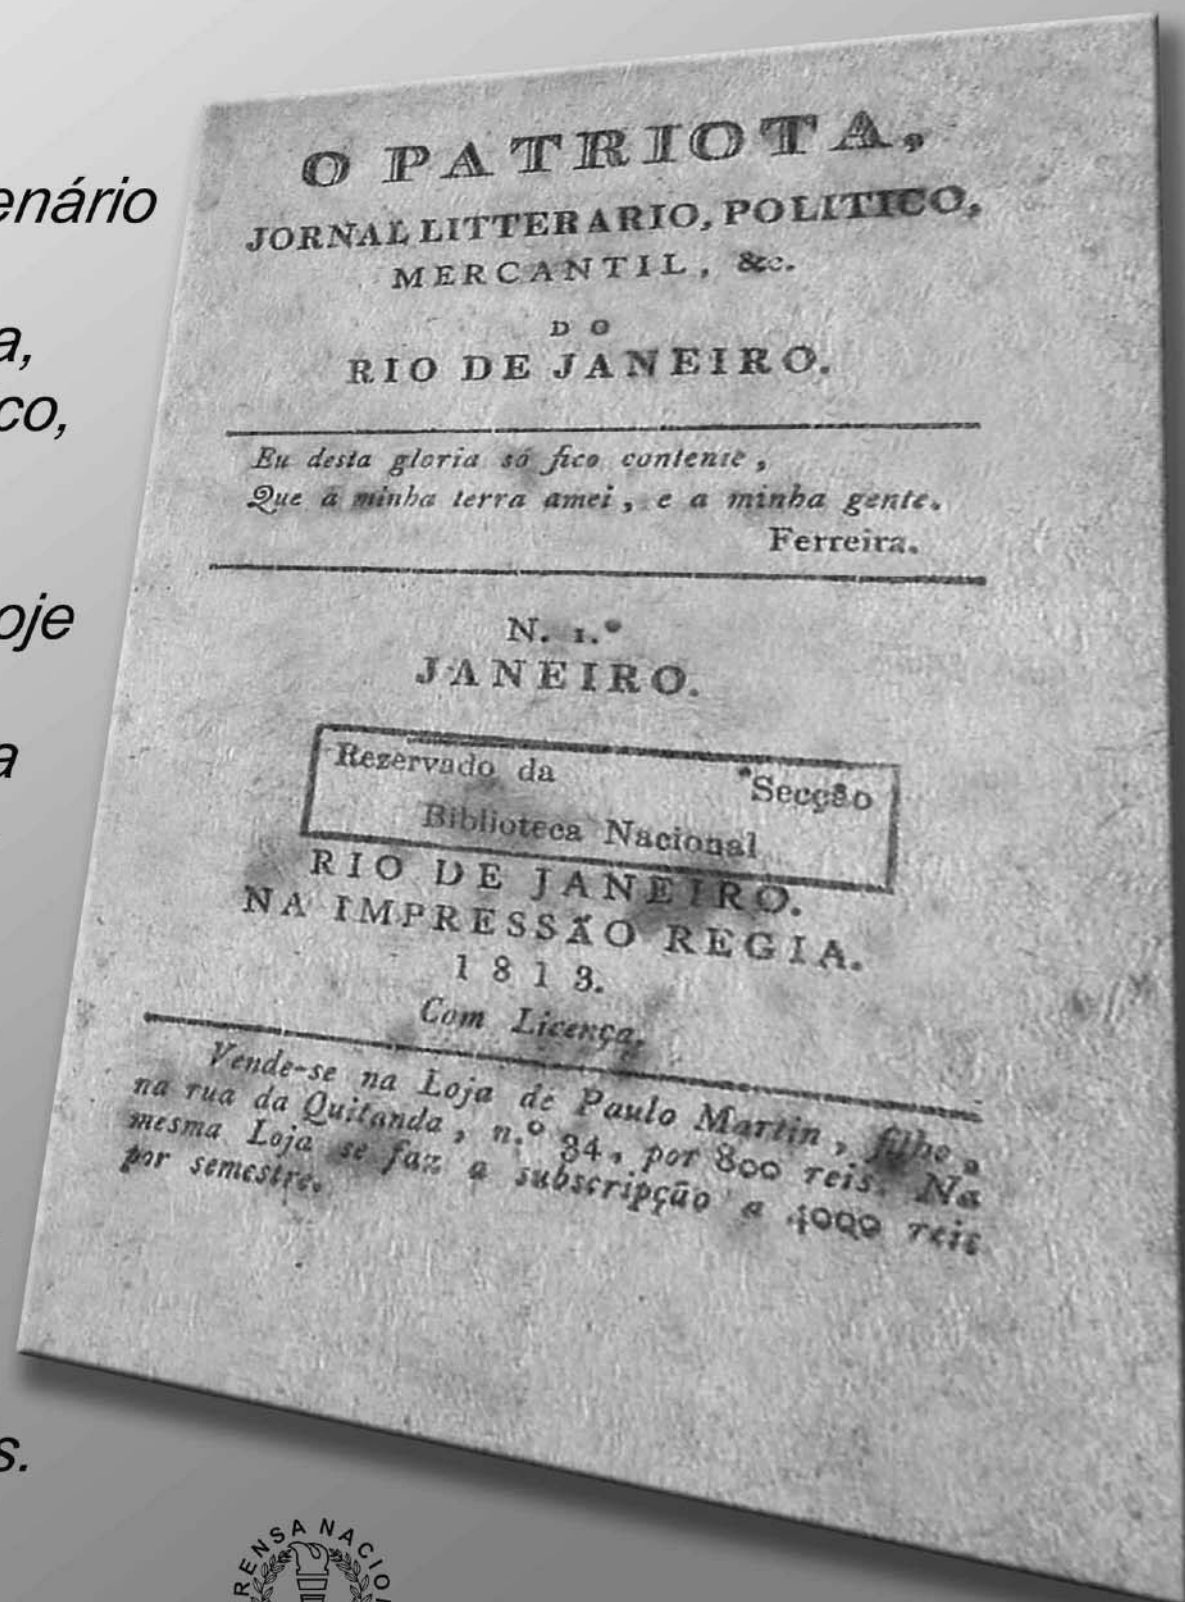 enário
a,
co,
oje
a
s.
O PATRIOTA,
JORNAL LITTERARIO, POLITICO,
MERCANTIL, &c.
DO
RIO DE JANEIRO.
Eu desta gloria só fico contente,
Que a minha terra amei, e a minha gente.
Ferreira.
N. 1.º
JANEIRO.
Rezervado da Secção
Biblioteca Nacional
RIO DE JANEIRO.
NA IMPRESSÃO REGIA.
1813.
Com Licença.
Vende-se na Loja de Paulo Martin, filho,
na rua da Quitanda, n.º 34, por 800 reis. Na
mesma Loja se faz a subscripção a 4000 reis
por semestre.
RENSA NACIO